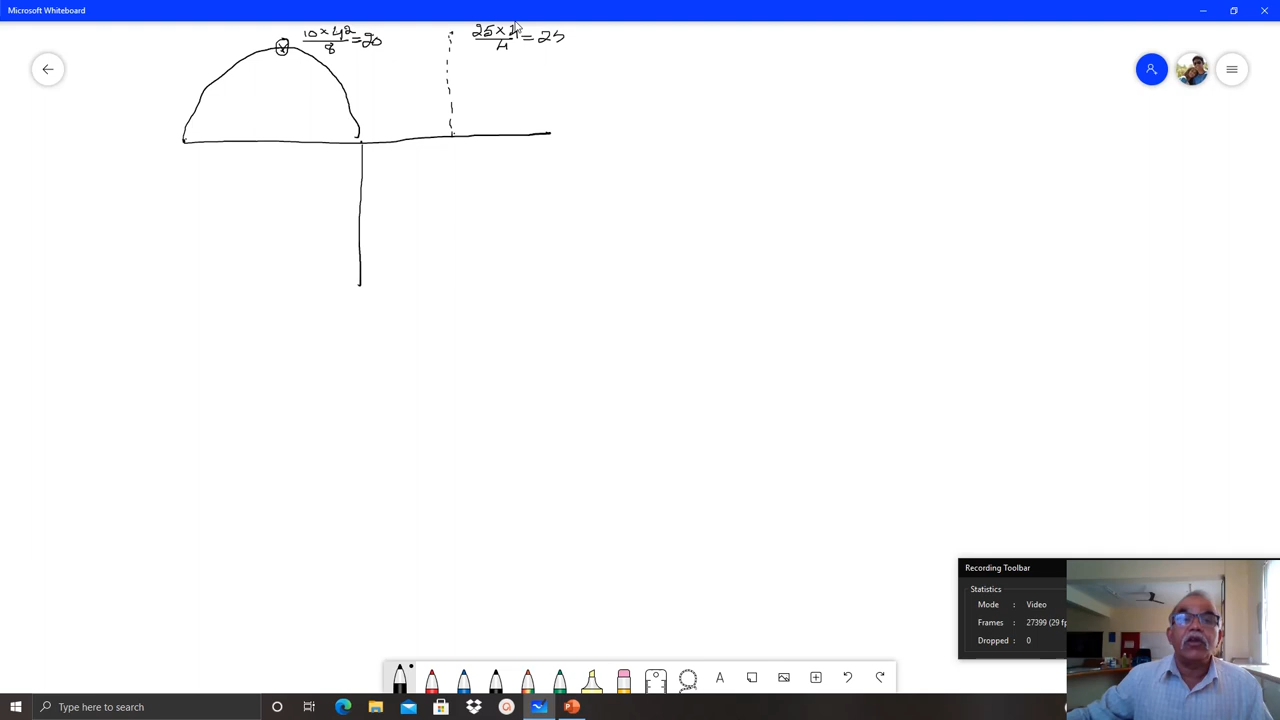 Microsoft Whiteboard
10 × 4² / 8 = 20
25 × 4 / 4 = 25
Recording Toolbar
Statistics
Mode : Video
Frames : 27399 (29 fp
Dropped : 0
A
Type here to search